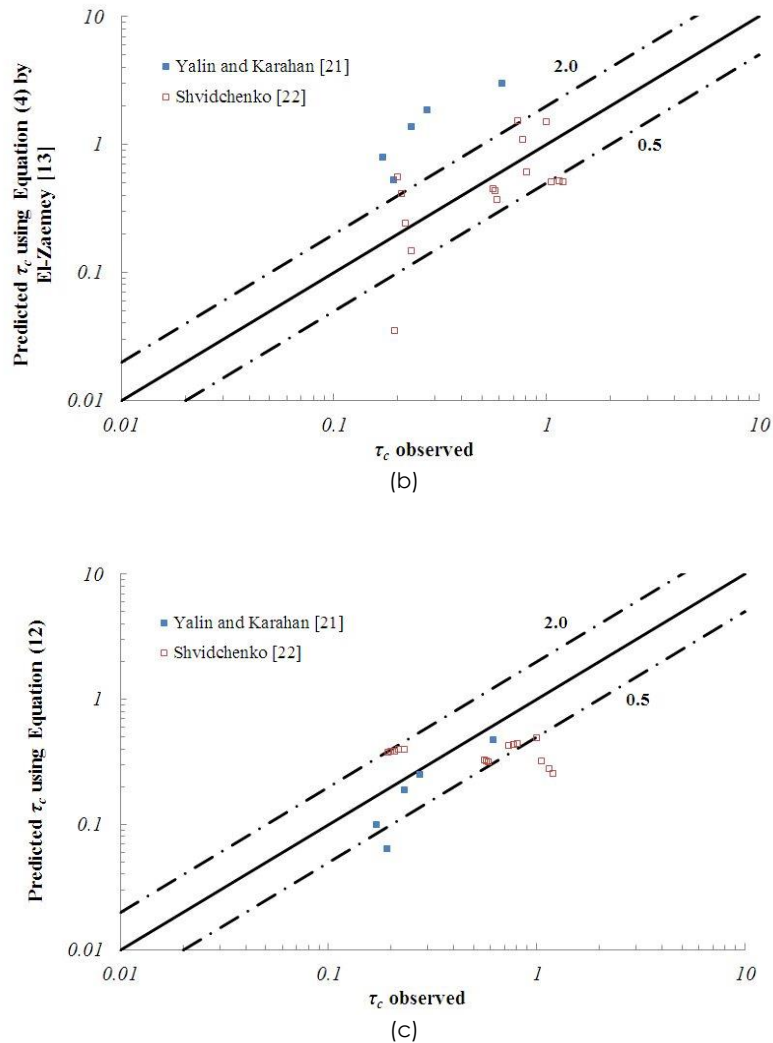 Predicted τc using Equation (4) by
El-Zaemey [13]
10
1
0.1
0.01
Yalin and Karahan [21]
Shvidchenko [22]
2.0
0.5
0.01
0.1
1
10
τc observed
(b)
Predicted τc using Equation (12)
10
1
0.1
0.01
Yalin and Karahan [21]
Shvidchenko [22]
2.0
0.5
0.01
0.1
1
10
τc observed
(c)